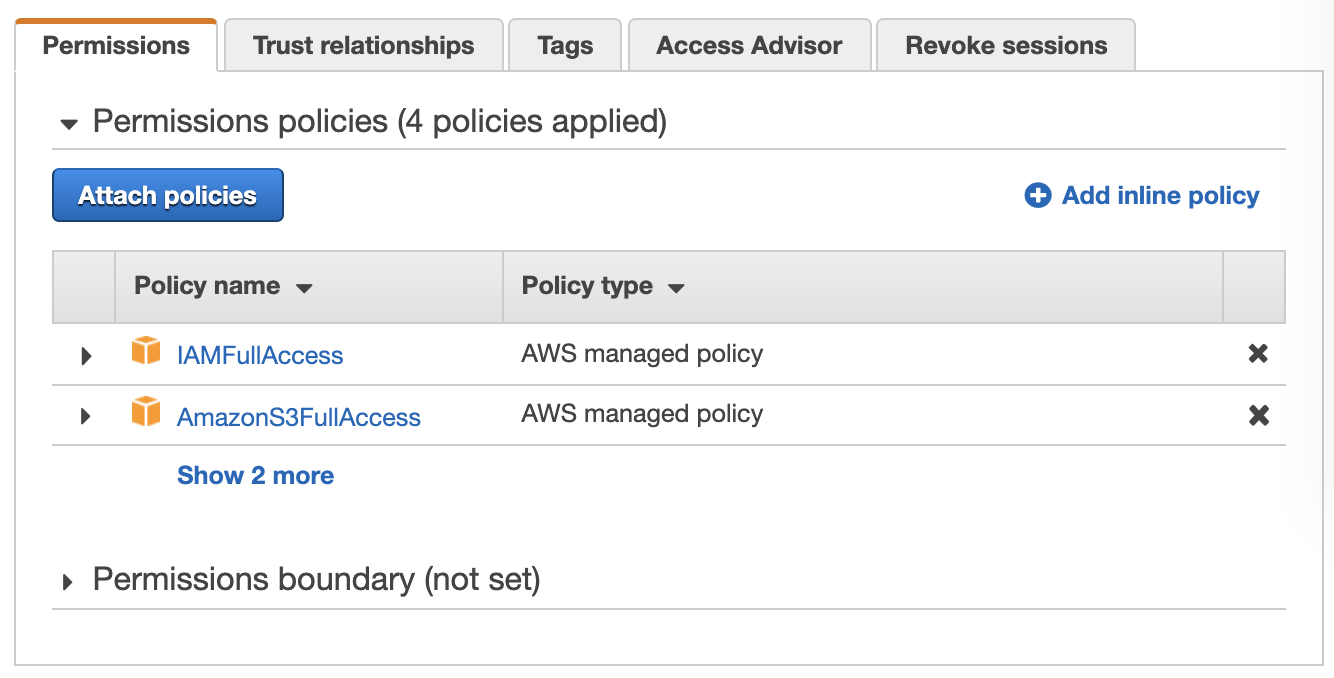 Permissions Trust relationships Tags Access Advisor Revoke sessions
Permissions policies (4 policies applied)
Attach policies Add inline policy
Policy name Policy type
IAMFullAccess AWS managed policy
AmazonS3FullAccess AWS managed policy
Show 2 more
Permissions boundary (not set)